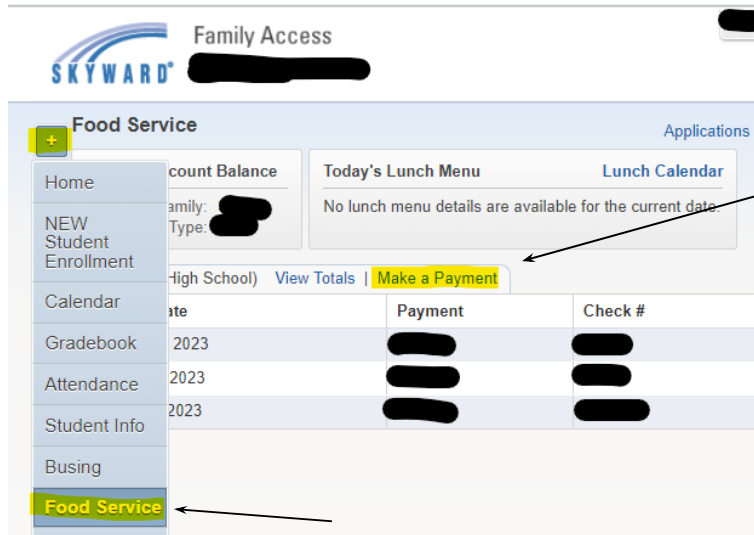 Family Access
SKYWARD
+ Food Service
Applications
count Balance
Today's Lunch Menu
Lunch Calendar
Home
amily:
Type:
No lunch menu details are available for the current date.
NEW
Student
Enrollment
High School) View Totals | Make a Payment
Calendar
ate Payment Check #
Gradebook
2023
Attendance
2023
Student Info
2023
Busing
Food Service